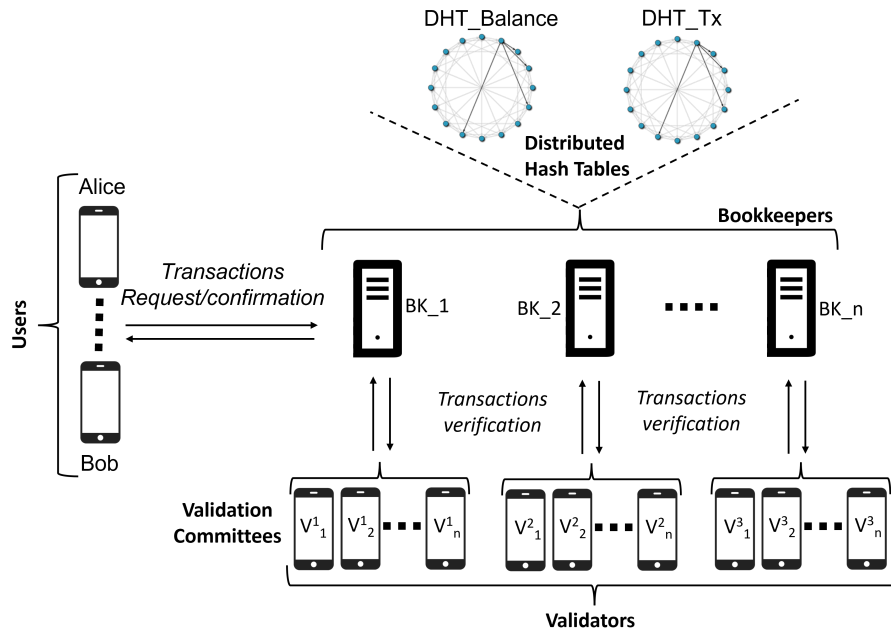 DHT_Balance
DHT_Tx
Distributed
Hash Tables
Bookkeepers
Alice
Users
Bob
Transactions
Request/confirmation
BK_1
BK_2
BK_n
Transactions
verification
Transactions
verification
Validation
Committees
V¹₁
V¹₂
V¹ₙ
V²₁
V²₂
V²ₙ
V³₁
V³₂
V³ₙ
Validators